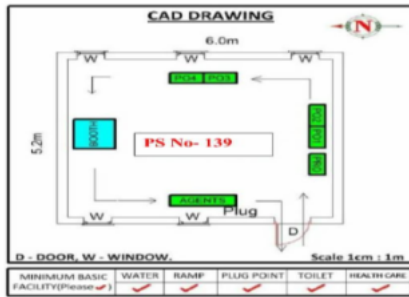 CAD DRAWING
N
6.0m
W W W
PO4 PO3
5.2m
BOOTH
PS No- 139
PO2
PO1
PRO
AGENTS
Plug
W W
D
D - DOOR, W - WINDOW.
Scale 1cm : 1m
MINIMUM BASIC FACILITY(Please✓) WATER RAMP PLUG POINT TOILET HEALTH CARE